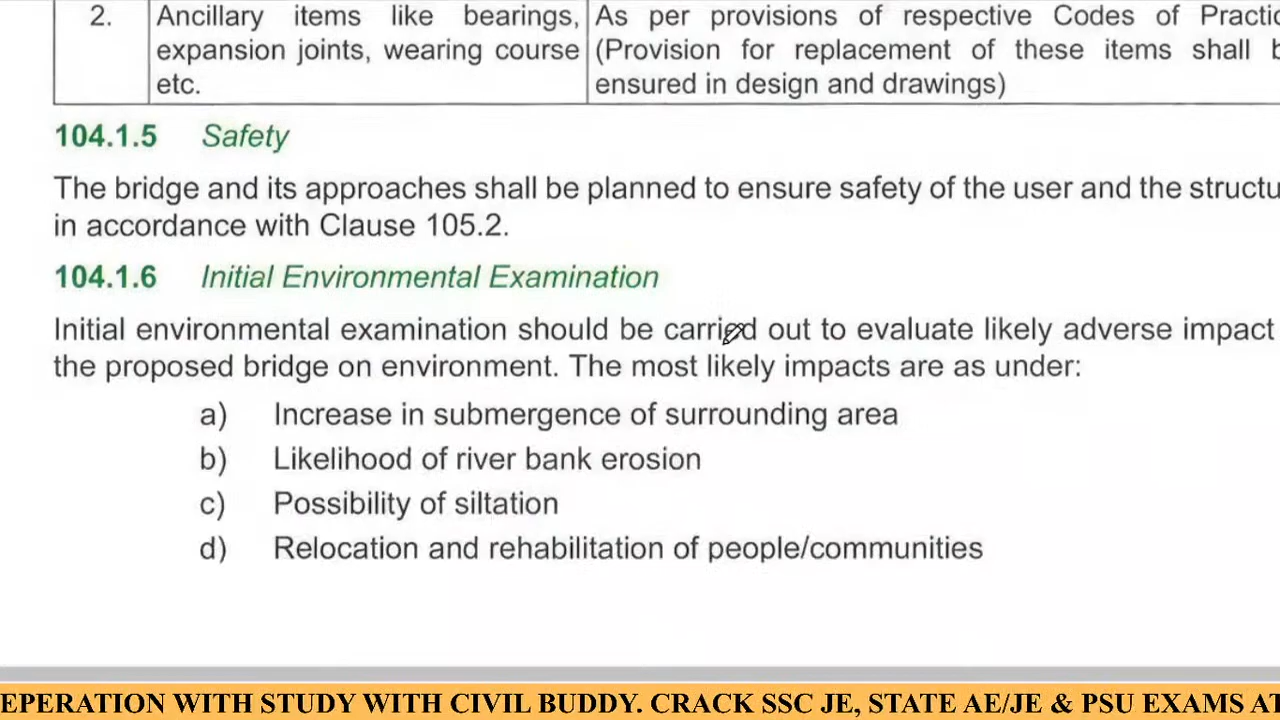 2. Ancillary items like bearings, As per provisions of respective Codes of
expansion joints, wearing course (Provision for replacement of these items shall
etc. ensured in design and drawings)
104.1.5 Safety
The bridge and its approaches shall be planned to ensure safety of the user and the
in accordance with Clause 105.2.
104.1.6 Initial Environmental Examination
Initial environmental examination should be carried out to evaluate likely adverse impact
the proposed bridge on environment. The most likely impacts are as under:
a) Increase in submergence of surrounding area
b) Likelihood of river bank erosion
c) Possibility of siltation
d) Relocation and rehabilitation of people/communities
EPERATION WITH STUDY WITH CIVIL BUDDY. CRACK SSC JE, STATE AE/JE & PSU EXAMS AT